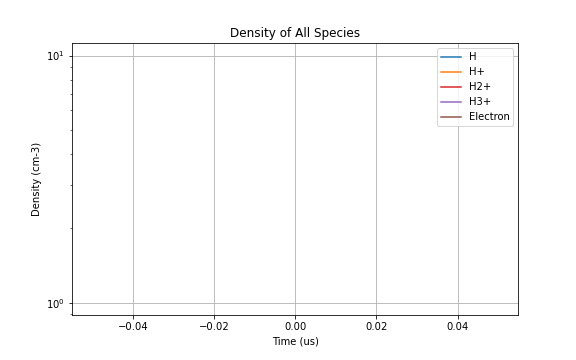 Density of All Species
10¹
H
H+
H2+
H3+
Electron
Density (cm-3)
10⁰
−0.04 −0.02 0.00 0.02 0.04
Time (us)